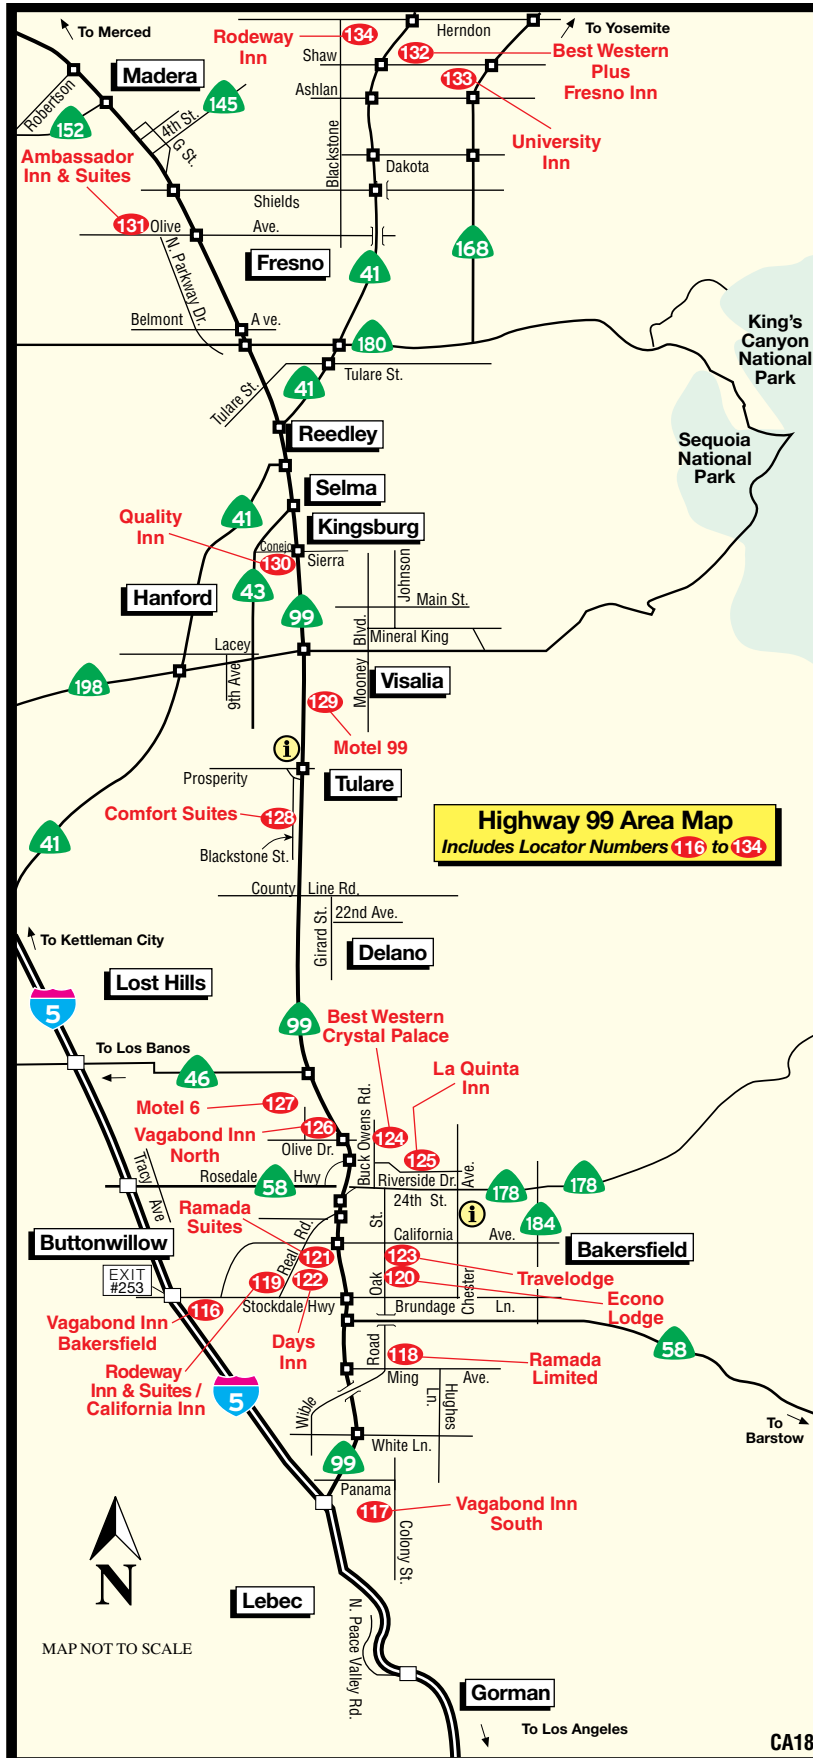 To Merced
To Yosemite
Herndon
Rodeway
Inn
134
132
Best Western
Plus
Fresno Inn
Shaw
133
Madera
Ashlan
145
Robertson
152
4th St.
G St.
University
Inn
Blackstone
Dakota
Ambassador
Inn & Suites
Shields
131
Olive
Ave.
N. Parkway Dr.
Fresno
41
168
Belmont
A ve.
180
King's
Canyon
National
Park
Tulare St.
Tulare St.
41
Reedley
Sequoia
National
Park
Selma
41
Quality
Inn
Kingsburg
Conejo
130
Sierra
Johnson
43
Hanford
99
Main St.
Blvd.
Mineral King
Lacey
9th Ave
198
Mooney
Visalia
129
Motel 99
i
Prosperity
Tulare
Comfort Suites
128
41
Blackstone St.
Highway 99 Area Map
Includes Locator Numbers 116 to 134
County Line Rd.
Girard St.
22nd Ave.
To Kettleman City
Delano
Lost Hills
5
99
Best Western
Crystal Palace
To Los Banos
46
La Quinta
Inn
Motel 6
127
Buck Owens Rd.
Vagabond Inn
North
126
124
Olive Dr.
125
Tracy
Ave
Rosedale
58
Hwy
Riverside Dr.
Ave.
178
178
24th St.
Ramada
Suites
i
184
St.
Buttonwillow
Real Rd.
California
Ave.
Bakersfield
121
123
Travelodge
EXIT
#253
119
122
Oak
120
Chester
Econo
Lodge
116
Stockdale Hwy
Brundage
Ln.
Vagabond Inn
Bakersfield
Days
Inn
Road
118
Ramada
Limited
58
Rodeway
Inn & Suites /
California Inn
5
Ming
Ave.
Wible
Hughes
Ln.
To
Barstow
White Ln.
99
Panama
117
Vagabond Inn
South
Colony St.
N
Lebec
MAP NOT TO SCALE
N. Peace Valley Rd.
Gorman
To Los Angeles
CA18